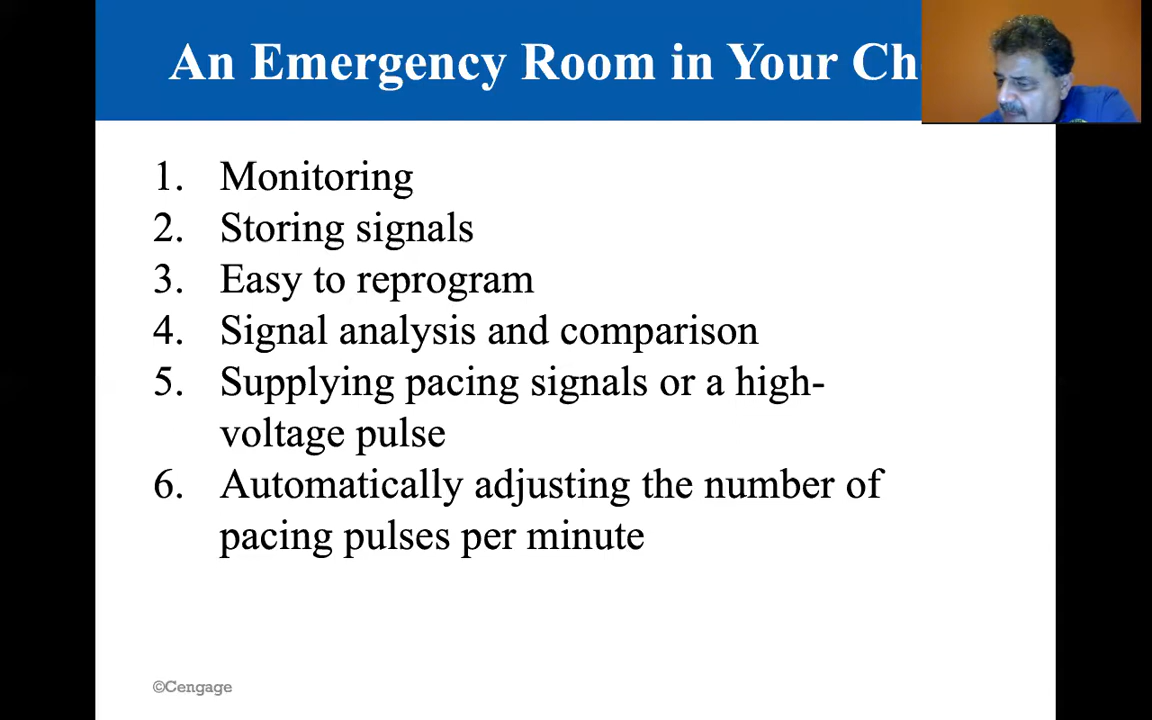 An Emergency Room in Your Ch
1. Monitoring
2. Storing signals
3. Easy to reprogram
4. Signal analysis and comparison
5. Supplying pacing signals or a high-
voltage pulse
6. Automatically adjusting the number of
pacing pulses per minute
©Cengage